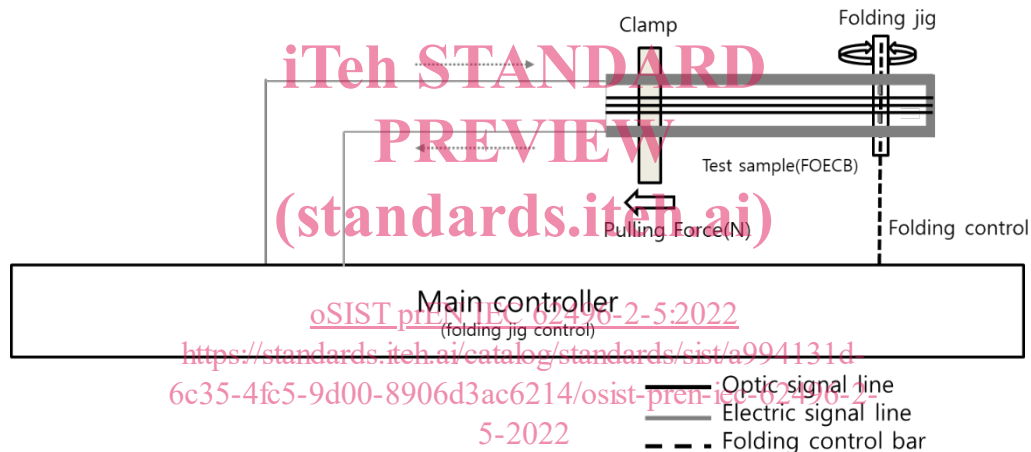 Clamp
Folding jig
iTeh STANDARD
PREVIEW
(standards.iteh.ai)
Test sample(FOECB)
Pulling Force(N)
Folding control
Main controller
(folding jig control)
oSIST prEN IEC 62496-2-5:2022
https://standards.iteh.ai/catalog/standards/sist/a994131d-
6c35-4fc5-9d00-8906d3ac6214/osist-pren-iec-62496-2-
5-2022
Optic signal line
Electric signal line
Folding control bar